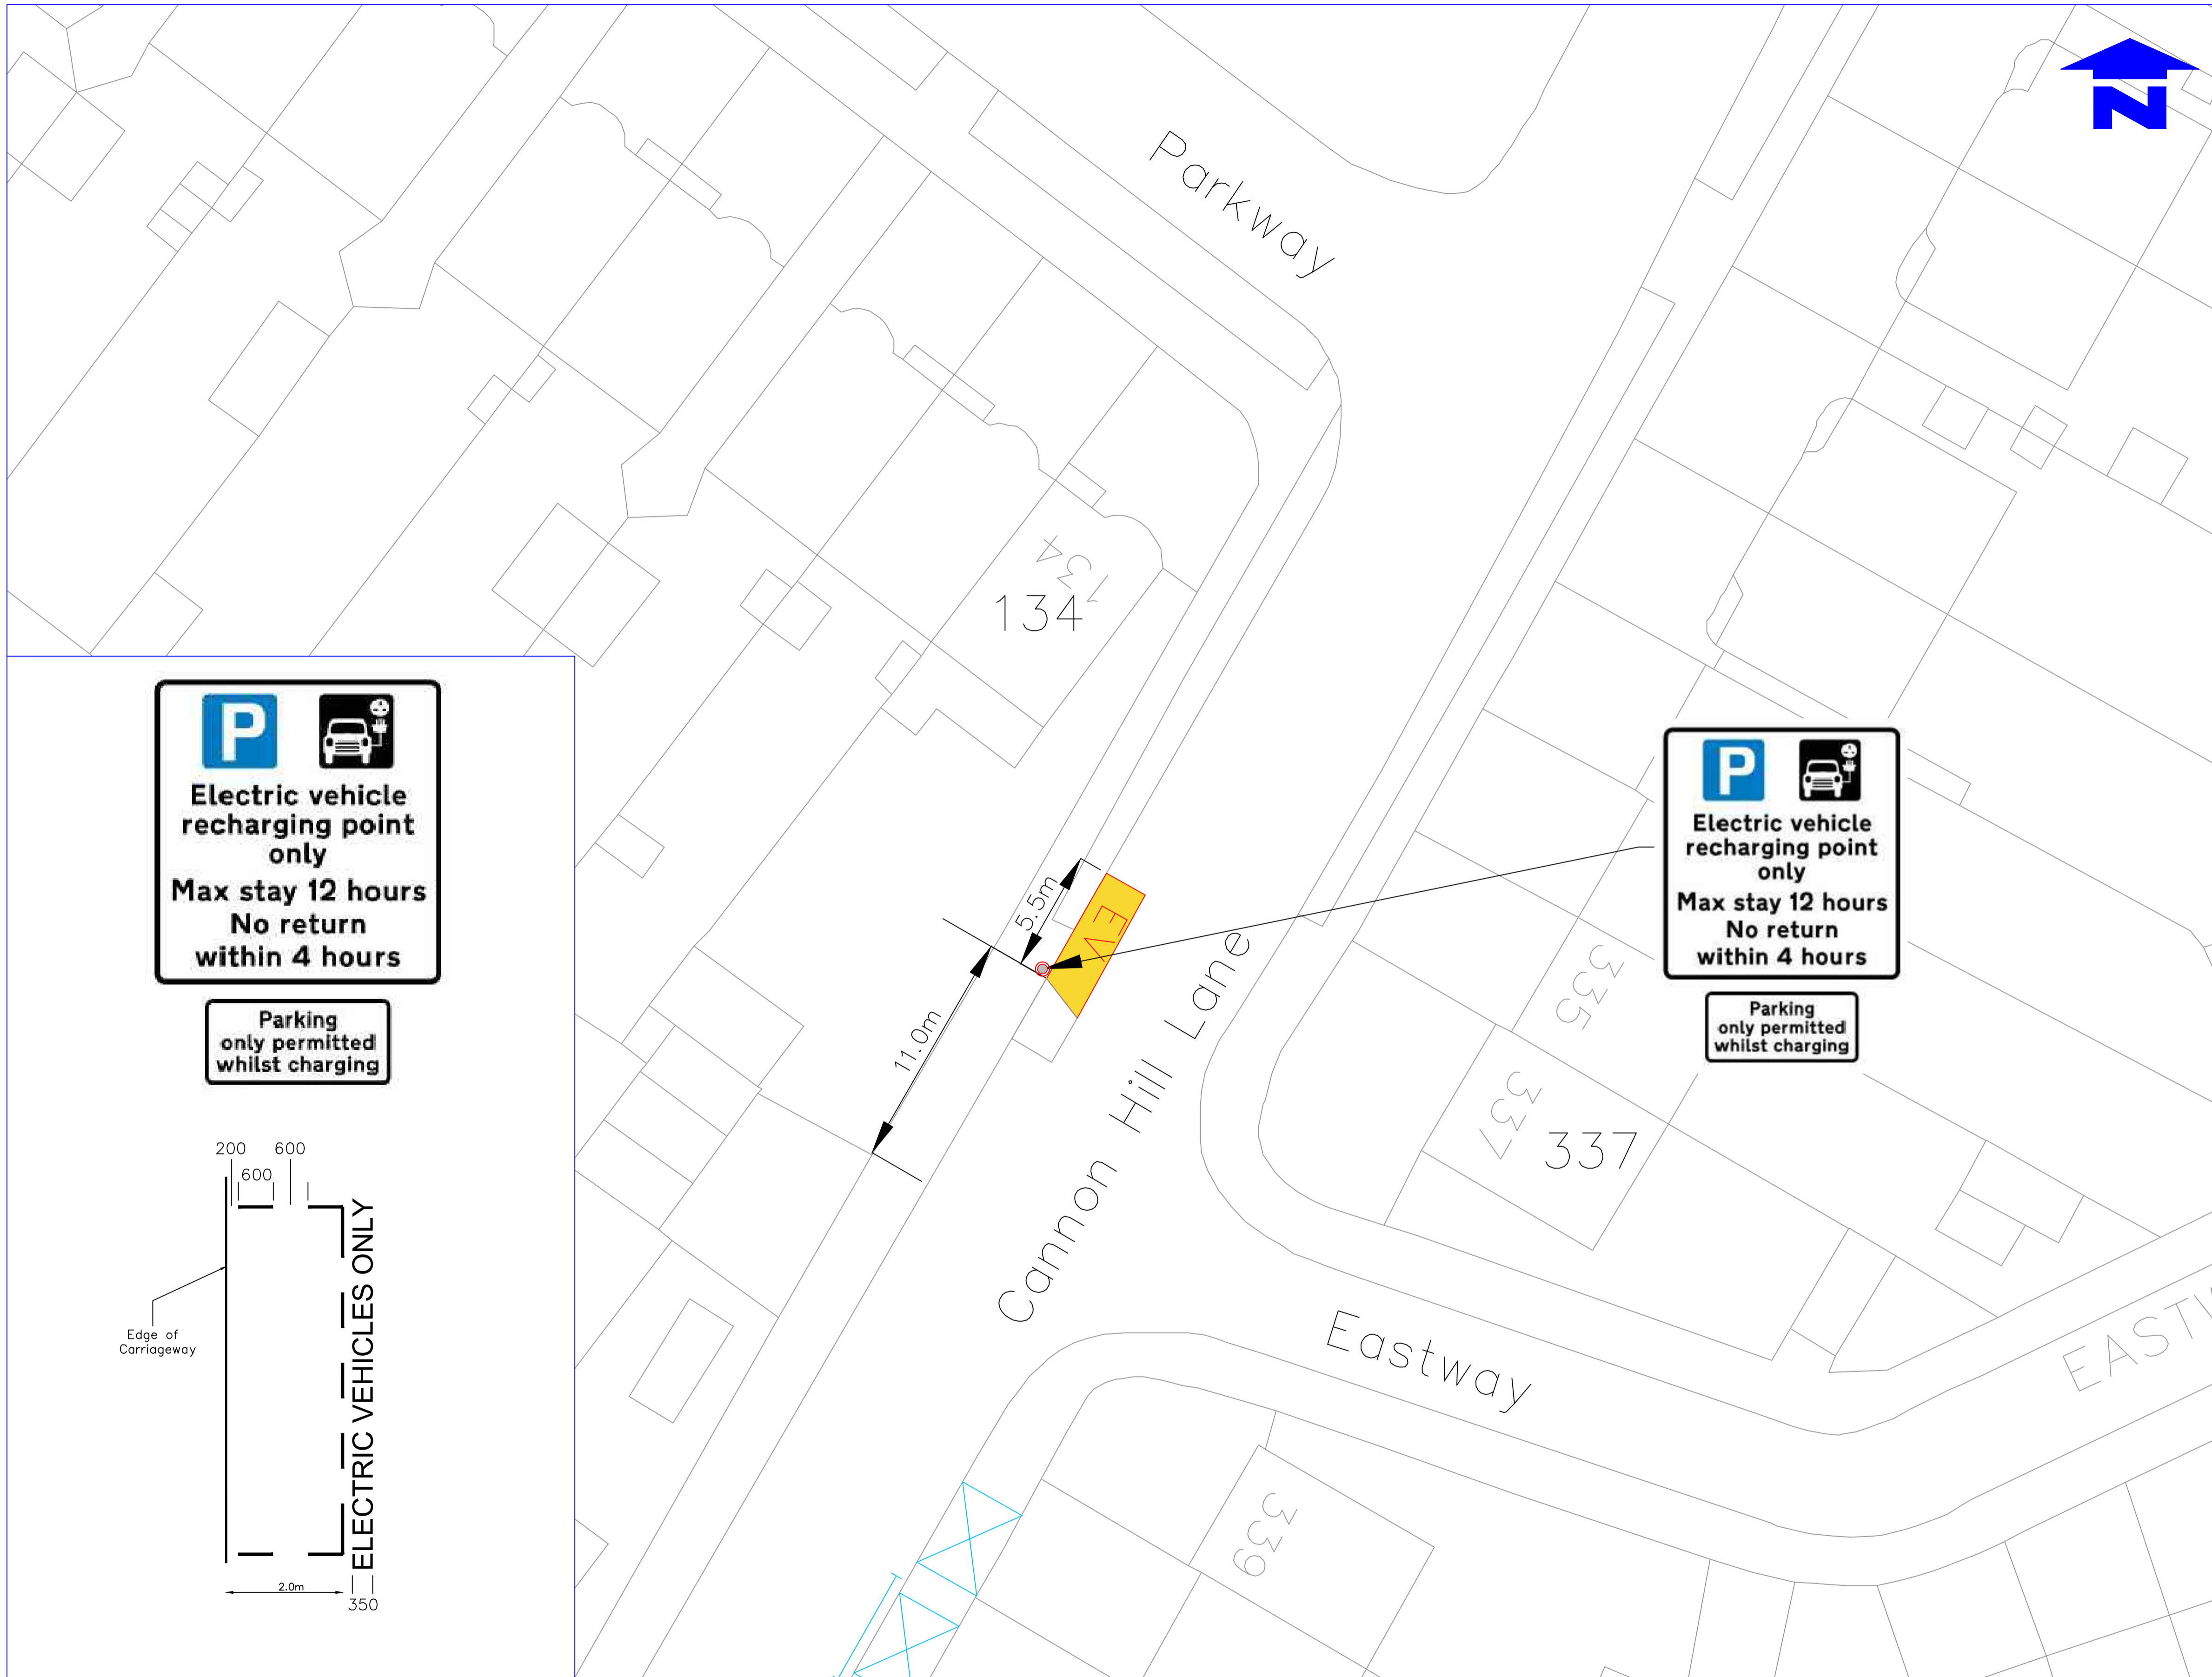 N
Parkway
134
134
P
Electric vehicle
recharging point
only
Max stay 12 hours
No return
within 4 hours
Parking
only permitted
whilst charging
P
Electric vehicle
recharging point
only
Max stay 12 hours
No return
within 4 hours
Parking
only permitted
whilst charging
5.5m
EV
11.0m
Cannon Hill Lane
335
337
337
200
600
600
ELECTRIC VEHICLES ONLY
Edge of
Carriageway
2.0m
350
Eastway
339